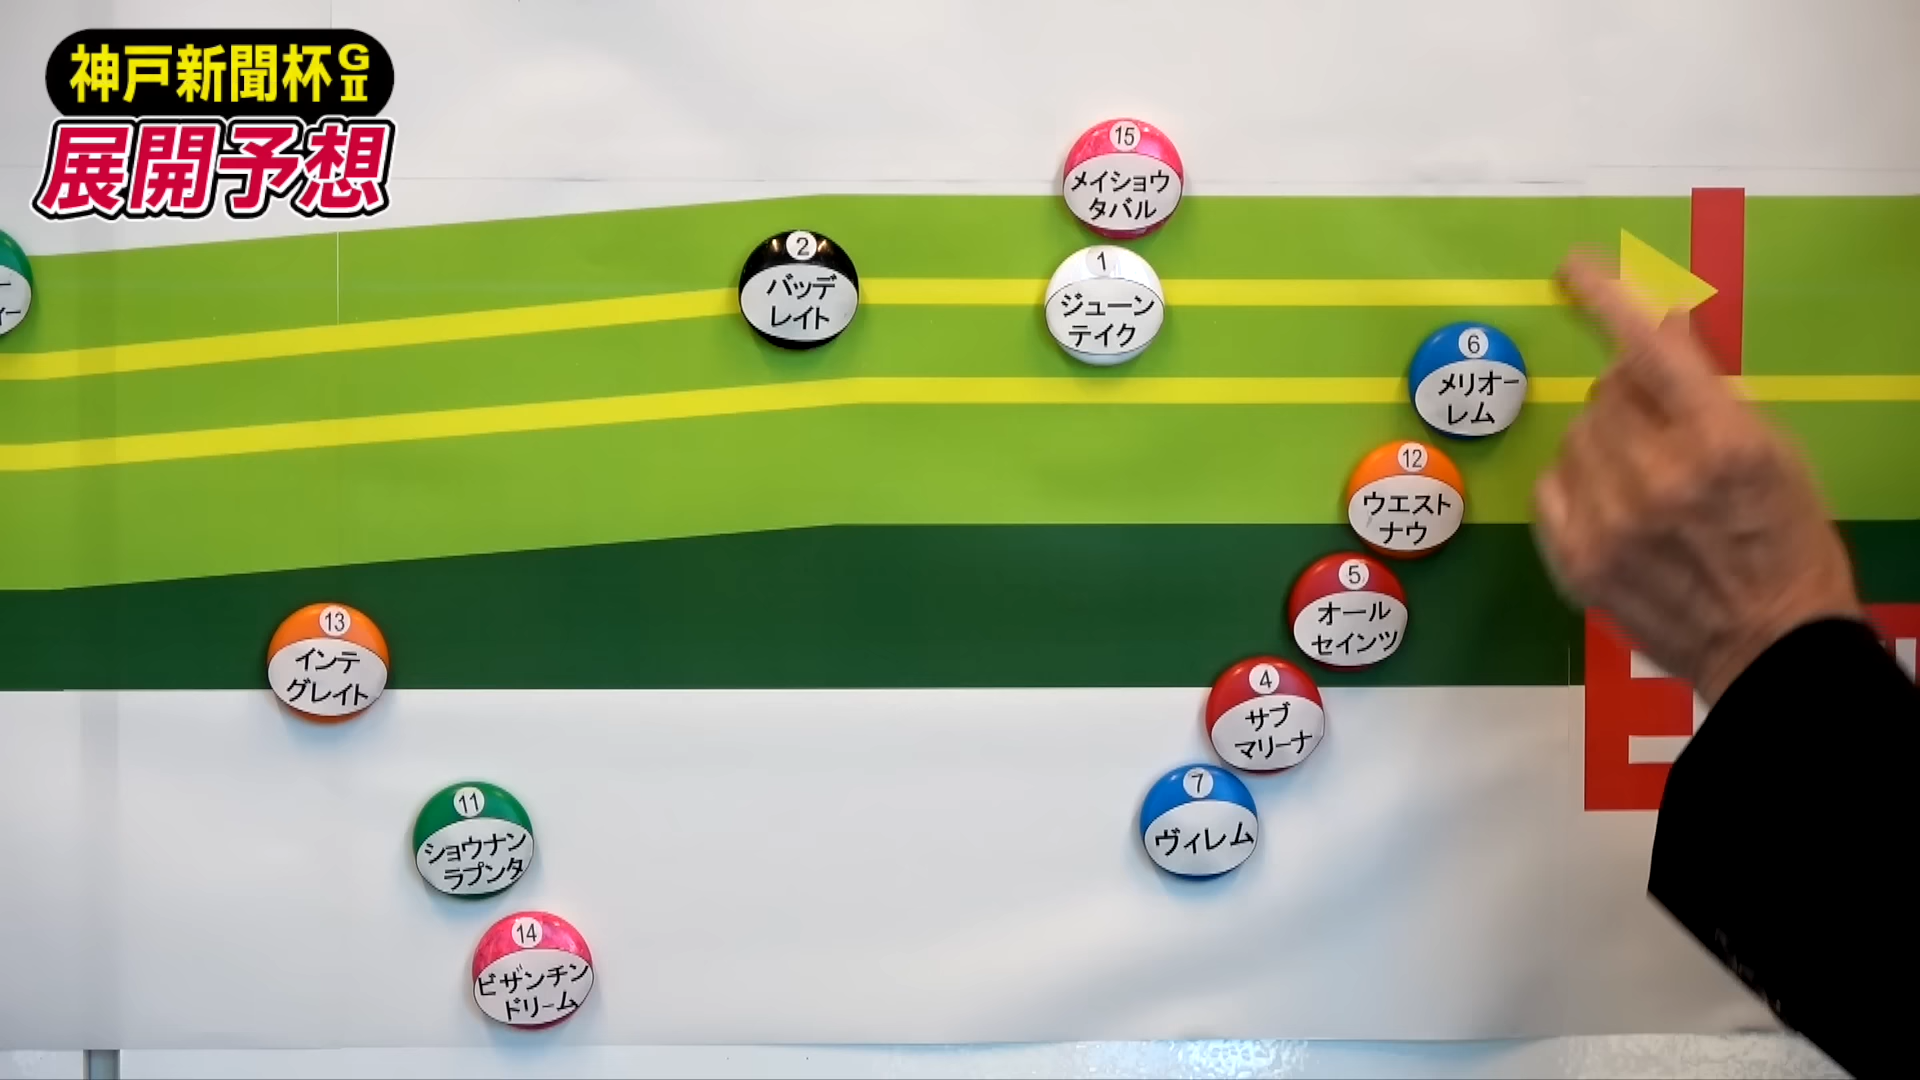 神戸新聞杯GⅡ
展開予想
15
メイショウ
タバル
2
バッデ
レイト
1
ジューン
テイク
6
メリオー
レム
12
ウエスト
ナウ
5
オール
セインツ
13
インテ
グレイト
4
サブ
マリーナ
7
ヴィレム
11
ショウナン
ラプンタ
14
ビザンチン
ドリーム